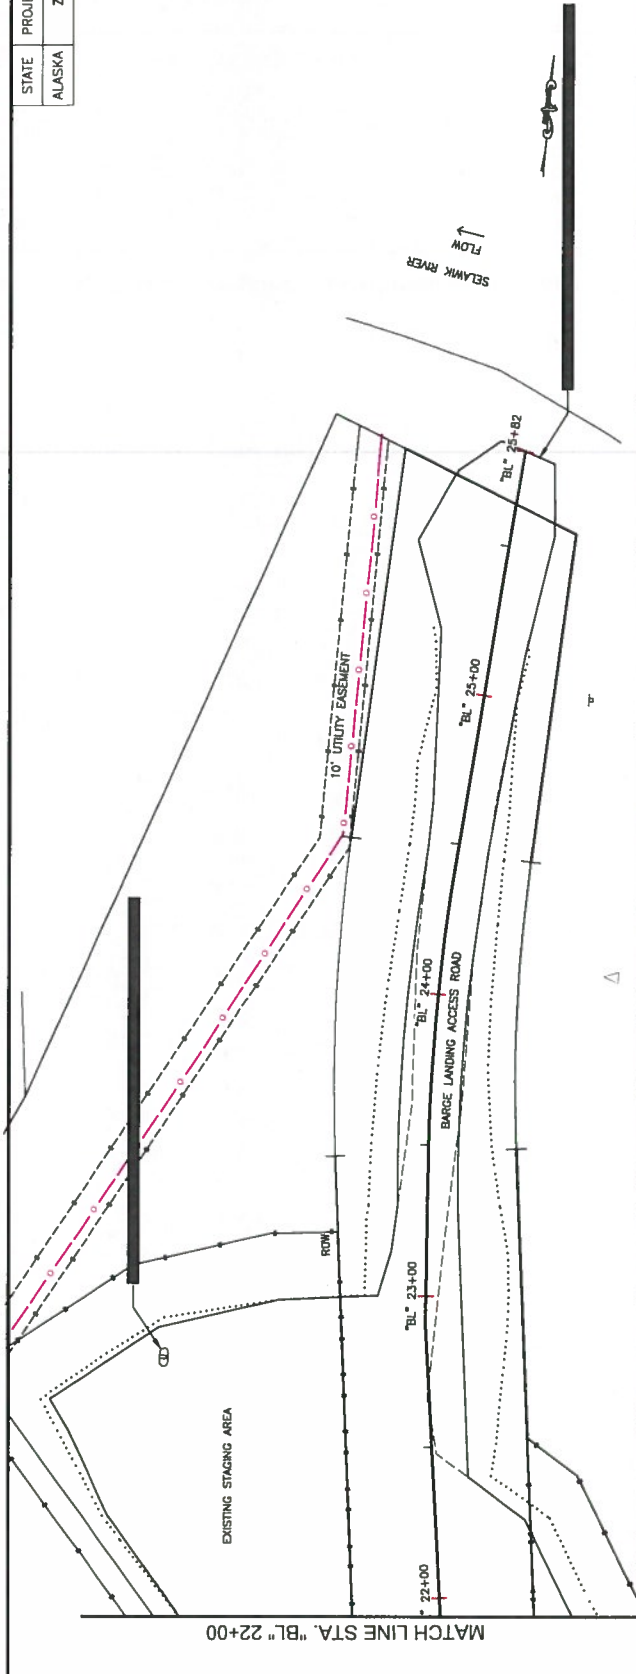 STATE
PROJE
ALASKA
Z
FLOW
SELAWIK RIVER
"BL" 25+82
10' UTILITY EASEMENT
"BL" 25+00
"BL" 24+00
BARGE LANDING ACCESS ROAD
ROW
"BL" 23+00
EXISTING STAGING AREA
22+00
MATCH LINE STA. "BL" 22+00